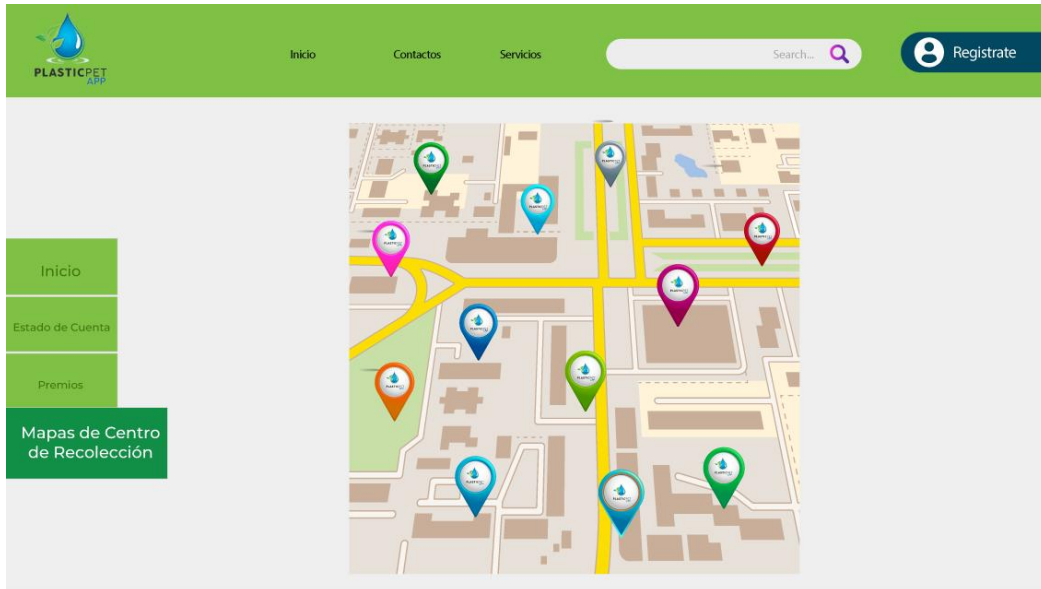 PLASTICPET
APP
Inicio
Contactos
Servicios
Search...
Registrate
Inicio
Estado de Cuenta
Premios
Mapas de Centro
de Recolección